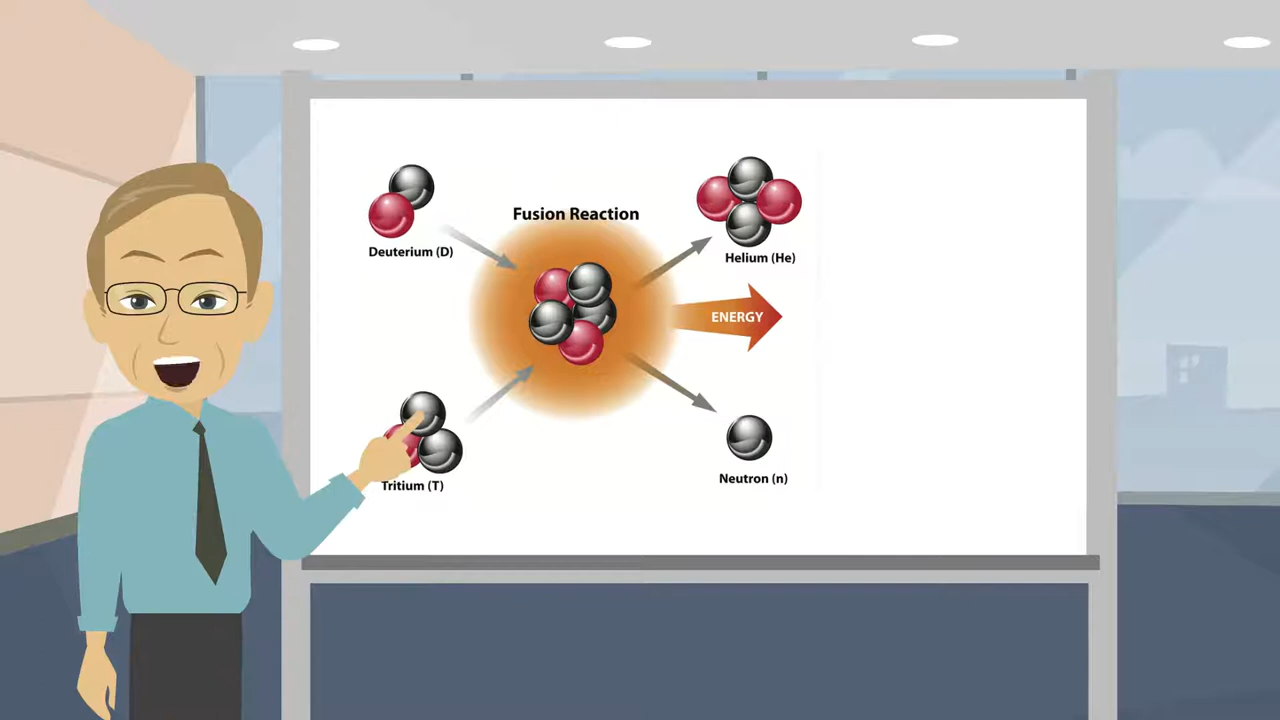 Fusion Reaction
Deuterium (D)
Helium (He)
ENERGY
Tritium (T)
Neutron (n)